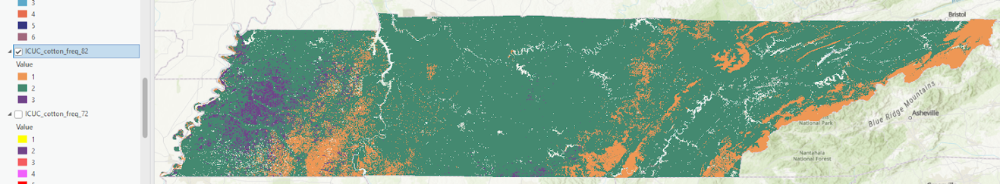 3
4
5
6
ICUC_cotton_freq_82
Value
1
2
3
ICUC_cotton_freq_72
Value
1
2
3
4
Bristol
Blue Ridge Mountains
Asheville
National Park
Nantahala
National Forest